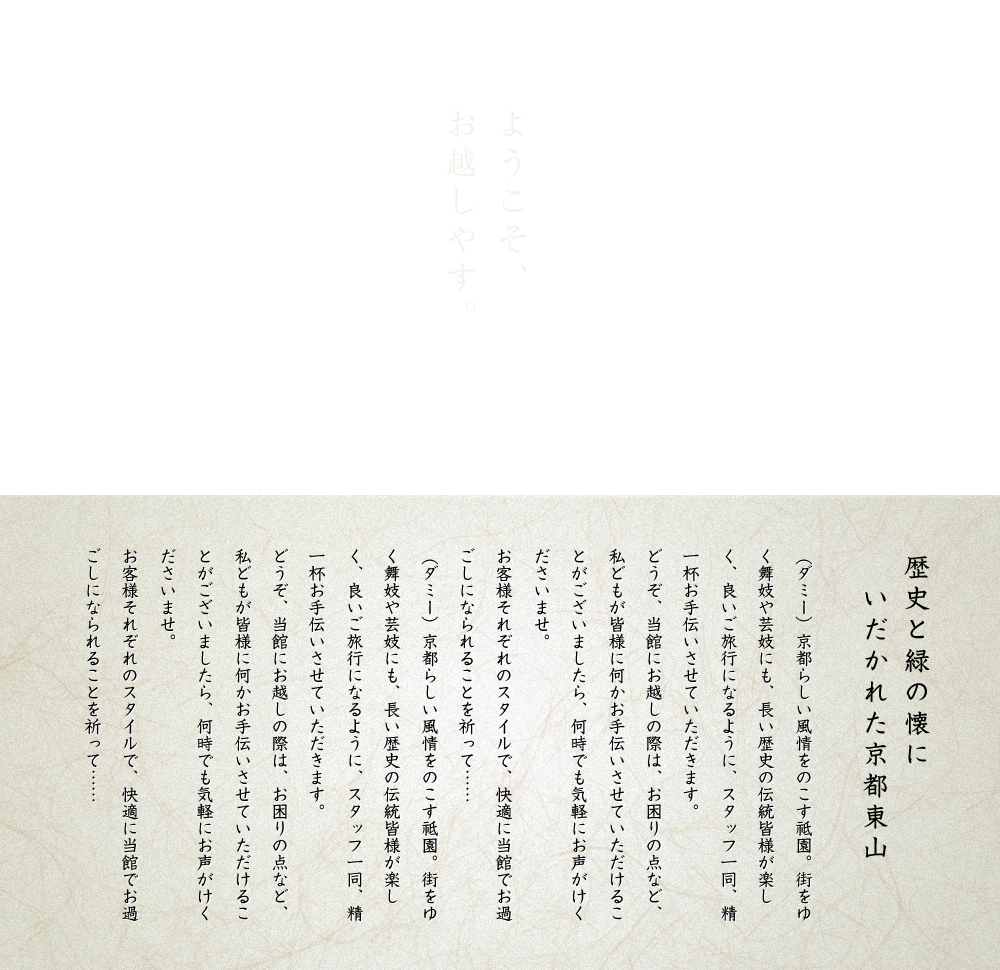 ようこそ、
お越しやす。
歴史と緑の懐に
いだかれた京都東山
（ダミー）京都らしい風情をのこす祗園。街をゆ
く舞妓や芸妓にも、長い歴史の伝統皆様が楽し
く、良いご旅行になるように、スタッフ一同、精
一杯お手伝いさせていただきます。
どうぞ、当館にお越しの際は、お困りの点など、
私どもが皆様に何かお手伝いさせていただけるこ
とがございましたら、何時でも気軽にお声がけく
ださいませ。
お客様それぞれのスタイルで、快適に当館でお過
ごしになられることを祈って……
（ダミー）京都らしい風情をのこす祗園。街をゆ
く舞妓や芸妓にも、長い歴史の伝統皆様が楽し
く、良いご旅行になるように、スタッフ一同、精
一杯お手伝いさせていただきます。
どうぞ、当館にお越しの際は、お困りの点など、
私どもが皆様に何かお手伝いさせていただけるこ
とがございましたら、何時でも気軽にお声がけく
ださいませ。
お客様それぞれのスタイルで、快適に当館でお過
ごしになられることを祈って……